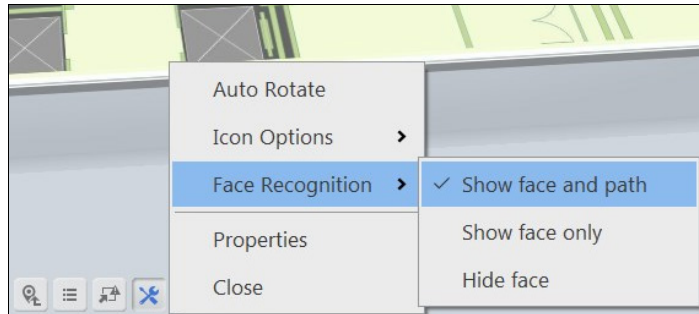 Auto Rotate
Icon Options
Face Recognition
Show face and path
Show face only
Hide face
Properties
Close